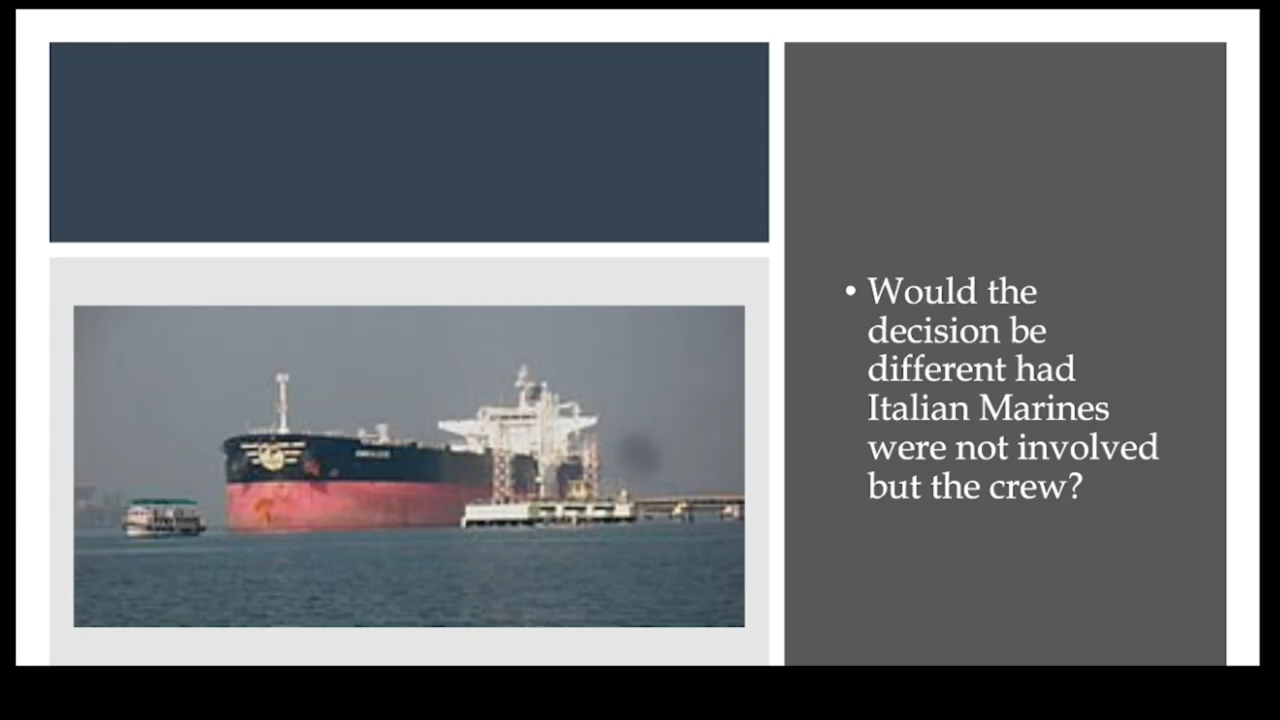 • Would the
decision be
different had
Italian Marines
were not involved
but the crew?